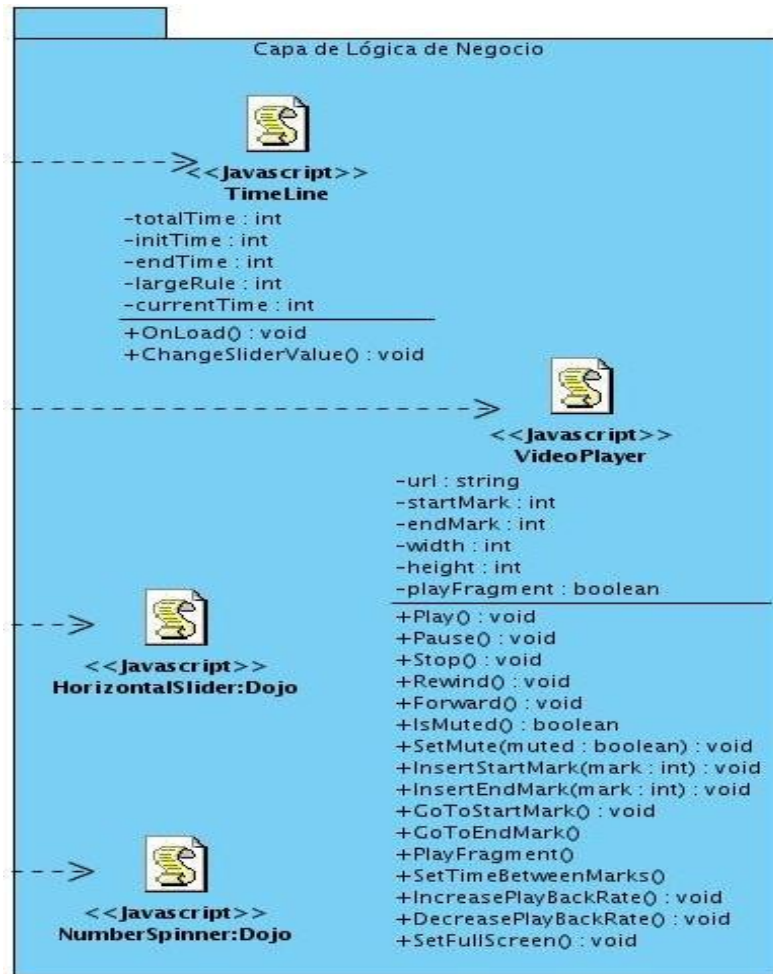 Capa de Lógica de Negocio
<<Javascript>>
TimeLine
-totalTime : int
-initTime : int
-endTime : int
-largeRule : int
-currentTime : int
+OnLoad() : void
+ChangeSliderValue() : void
<<Javascript>>
VideoPlayer
-url : string
-startMark : int
-endMark : int
-width : int
-height : int
-playFragment : boolean
+Play() : void
+Pause() : void
+Stop() : void
+Rewind() : void
+Forward() : void
+IsMuted() : boolean
+SetMute(muted : boolean) : void
+InsertStartMark(mark : int) : void
+InsertEndMark(mark : int) : void
+GoToStartMark() : void
+GoToEndMark()
+PlayFragment()
+SetTimeBetweenMarks()
+IncreasePlayBackRate() : void
+DecreasePlayBackRate() : void
+SetFullScreen() : void
<<Javascript>>
HorizontalSlider:Dojo
<<Javascript>>
NumberSpinner:Dojo